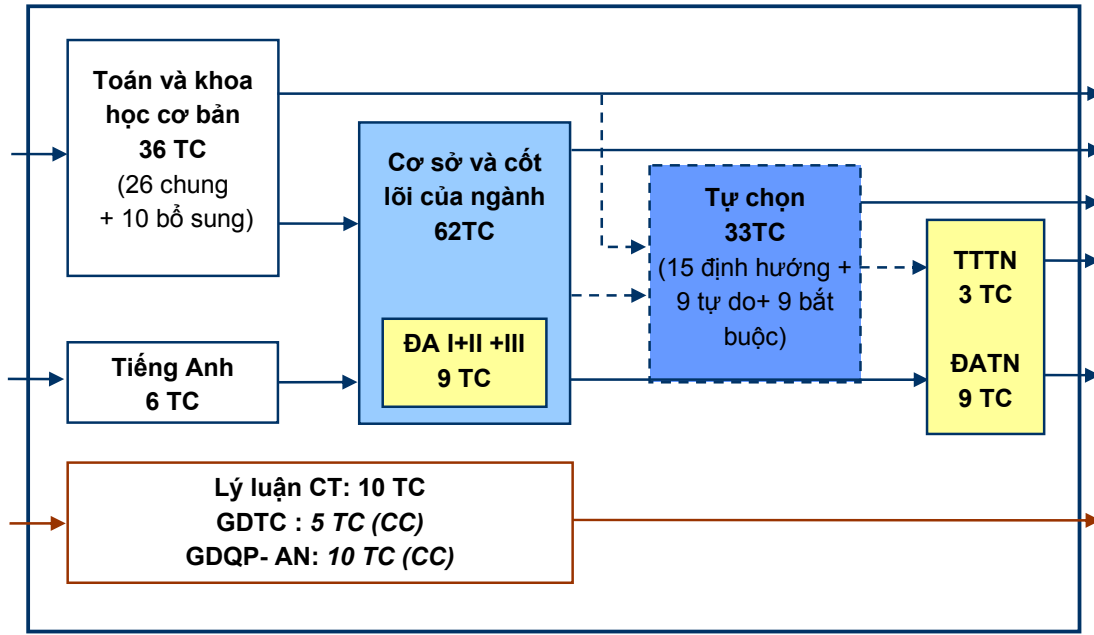 Toán và khoa
học cơ bản
36 TC
(26 chung
+ 10 bổ sung)
Cơ sở và cốt
lõi của ngành
62TC
ĐA I+II +III
9 TC
Tự chọn
33TC
(15 định hướng +
9 tự do+ 9 bắt
buộc)
TTTN
3 TC
ĐATN
9 TC
Tiếng Anh
6 TC
Lý luận CT: 10 TC
GDTC : 5 TC (CC)
GDQP- AN: 10 TC (CC)